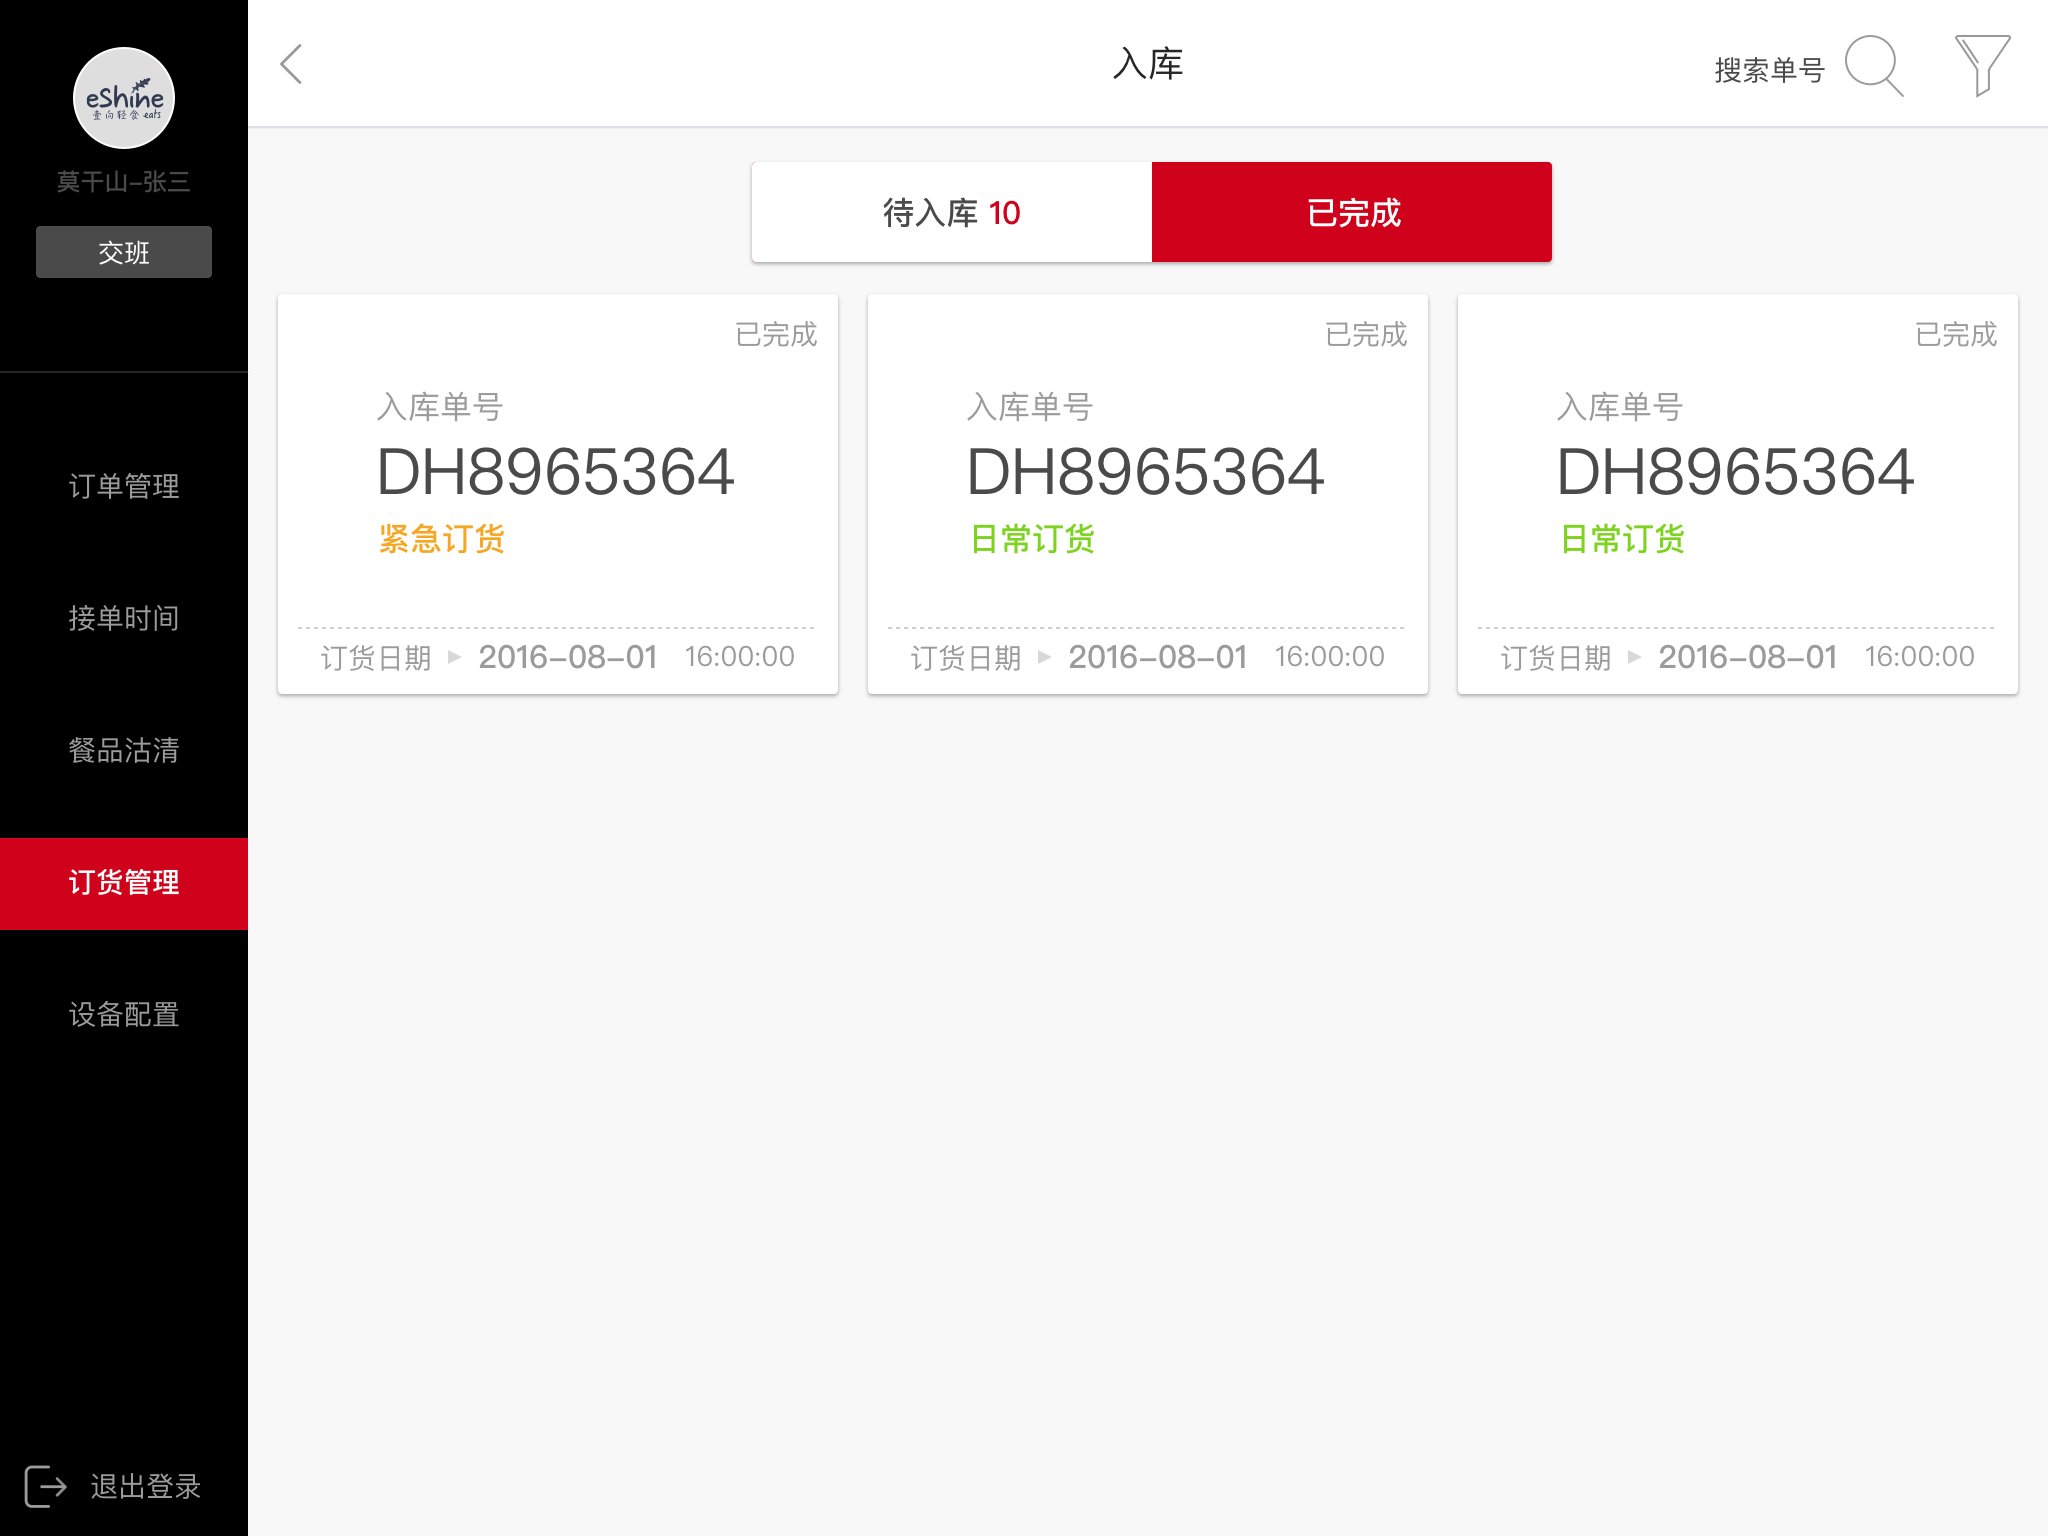 eShine
壹向轻食 eats
莫干山-张三
交班
订单管理
接单时间
餐品沽清
订货管理
设备配置
退出登录
入库
搜索单号
待入库 10
已完成
已完成
入库单号
DH8965364
紧急订货
订货日期 2016-08-01 16:00:00
已完成
入库单号
DH8965364
日常订货
订货日期 2016-08-01 16:00:00
已完成
入库单号
DH8965364
日常订货
订货日期 2016-08-01 16:00:00